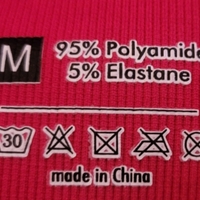 M
95% Polyamide
5% Elastane
30
made in China